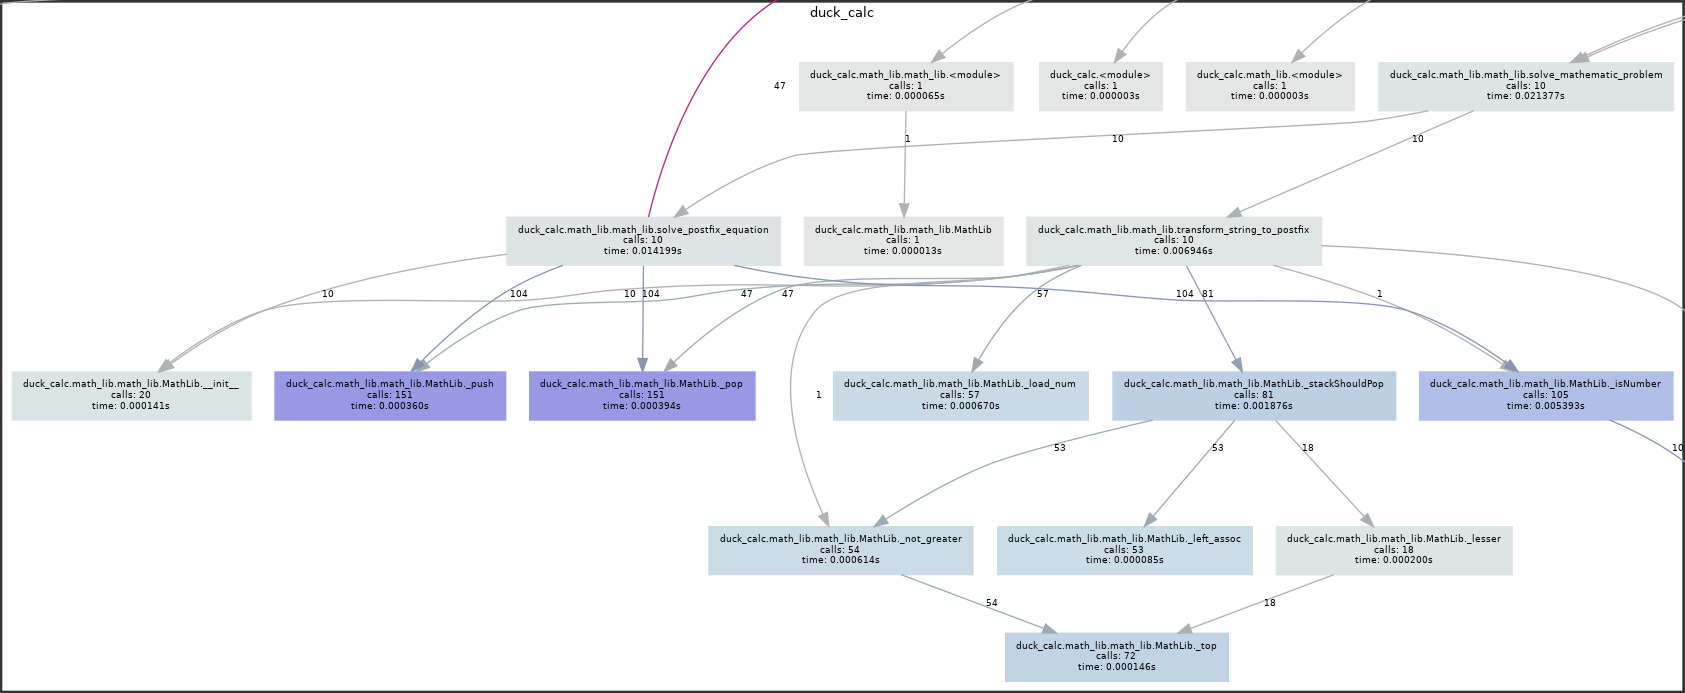 duck_calc
47
duck_calc.math_lib.math_lib.<module>
calls: 1
time: 0.000065s
duck_calc.<module>
calls: 1
time: 0.000003s
duck_calc.math_lib.<module>
calls: 1
time: 0.000003s
duck_calc.math_lib.math_lib.solve_mathematic_problem
calls: 10
time: 0.021377s
1
10
10
duck_calc.math_lib.math_lib.solve_postfix_equation
calls: 10
time: 0.014199s
duck_calc.math_lib.math_lib.MathLib
calls: 1
time: 0.000013s
duck_calc.math_lib.math_lib.transform_string_to_postfix
calls: 10
time: 0.006946s
10
104
10
104
47
47
57
104
81
1
duck_calc.math_lib.math_lib.MathLib.__init__
calls: 20
time: 0.000141s
duck_calc.math_lib.math_lib.MathLib._push
calls: 151
time: 0.000360s
duck_calc.math_lib.math_lib.MathLib._pop
calls: 151
time: 0.000394s
1
duck_calc.math_lib.math_lib.MathLib._load_num
calls: 57
time: 0.000670s
duck_calc.math_lib.math_lib.MathLib._stackShouldPop
calls: 81
time: 0.001876s
duck_calc.math_lib.math_lib.MathLib._isNumber
calls: 105
time: 0.005393s
53
53
18
10
duck_calc.math_lib.math_lib.MathLib._not_greater
calls: 54
time: 0.000614s
duck_calc.math_lib.math_lib.MathLib._left_assoc
calls: 53
time: 0.000085s
duck_calc.math_lib.math_lib.MathLib._lesser
calls: 18
time: 0.000200s
54
18
duck_calc.math_lib.math_lib.MathLib._top
calls: 72
time: 0.000146s